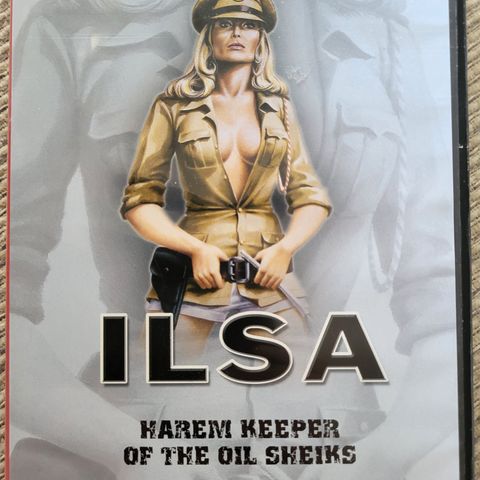 ILSA
HAREM KEEPER
OF THE OIL SHEIKS